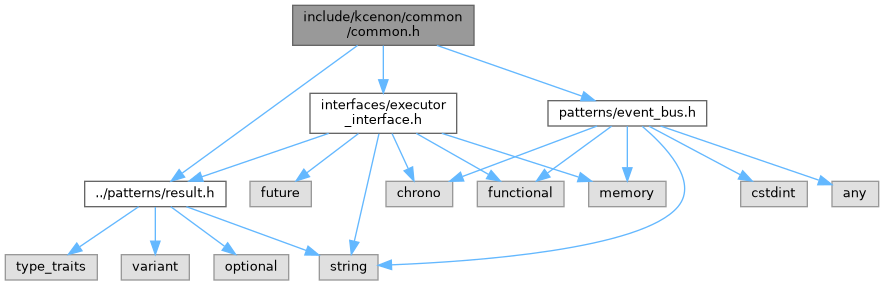 include/kcenon/common
/common.h
interfaces/executor
_interface.h
patterns/event_bus.h
../patterns/result.h
future
chrono
functional
memory
cstdint
any
type_traits
variant
optional
string